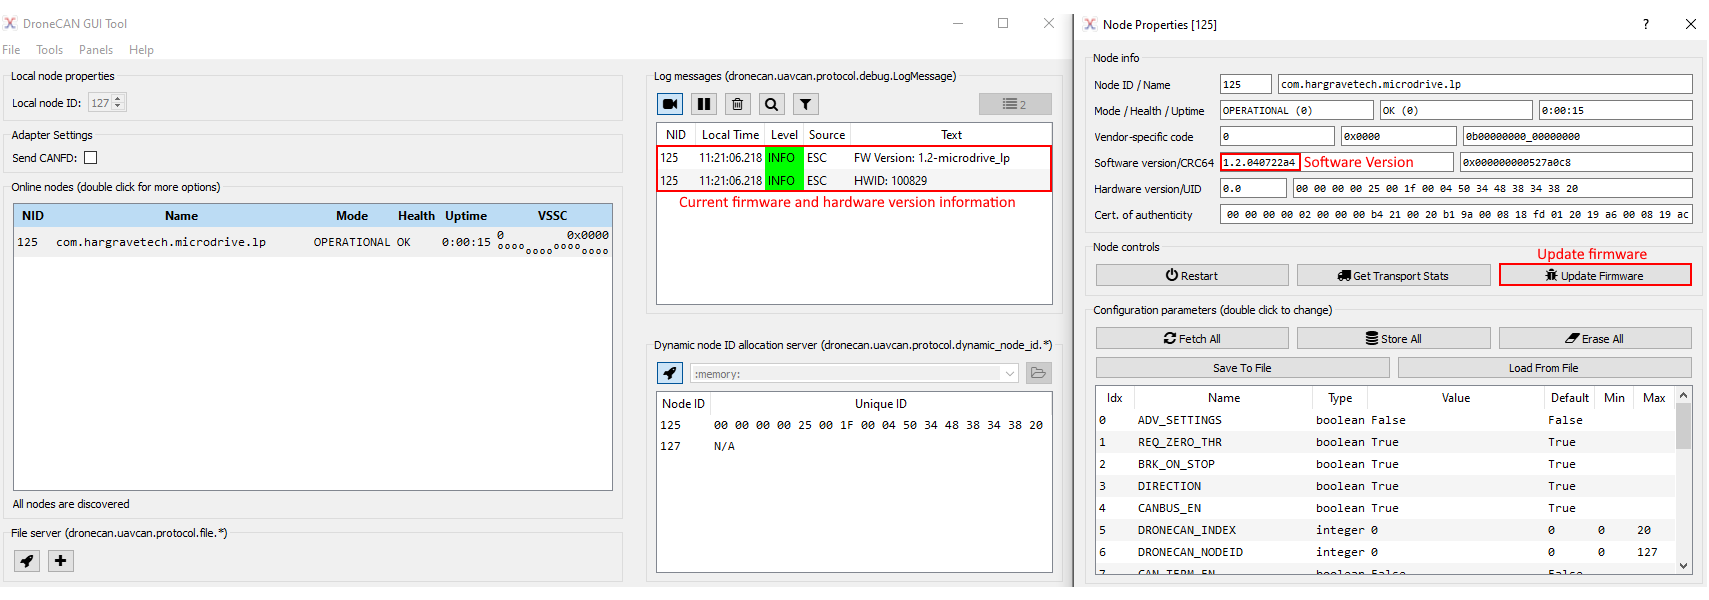 DroneCAN GUI Tool
File Tools Panels Help
Local node properties
Local node ID: 127
Adapter Settings
Send CANFD:
Online nodes (double click for more options)
NID Name Mode Health Uptime VSSC
125 com.hargravetech.microdrive.lp OPERATIONAL OK 0:00:15 0 0x0000
oooooooooooooooo
All nodes are discovered
File server (dronecan.uavcan.protocol.file.*)
Log messages (dronecan.uavcan.protocol.debug.LogMessage)
2
NID Local Time Level Source Text
125 11:21:06.218 INFO ESC FW Version: 1.2-microdrive_lp
125 11:21:06.218 INFO ESC HWID: 100829
Current firmware and hardware version information
Dynamic node ID allocation server (dronecan.uavcan.protocol.dynamic_node_id.*)
:memory:
Node ID Unique ID
125 00 00 00 00 25 00 1F 00 04 50 34 48 38 34 38 20
127 N/A
Node Properties [125]
?
Node info
Node ID / Name 125 com.hargravetech.microdrive.lp
Mode / Health / Uptime OPERATIONAL (0) OK (0) 0:00:15
Vendor-specific code 0 0x0000 0b00000000_00000000
Software version/CRC64 1.2.040722a4 Software Version 0x000000000527a0c8
Hardware version/UID 0.0 00 00 00 00 25 00 1f 00 04 50 34 48 38 34 38 20
Cert. of authenticity 00 00 00 00 02 00 00 00 b4 21 00 20 b1 9a 00 08 18 fd 01 20 19 a6 00 08 19 ac
Node controls
Update firmware
Restart Get Transport Stats Update Firmware
Configuration parameters (double click to change)
Fetch All Store All Erase All
Save To File Load From File
Idx Name Type Value Default Min Max
0 ADV_SETTINGS boolean False False
1 REQ_ZERO_THR boolean True True
2 BRK_ON_STOP boolean True True
3 DIRECTION boolean True True
4 CANBUS_EN boolean True True
5 DRONECAN_INDEX integer 0 0 0 20
6 DRONECAN_NODEID integer 0 0 0 127
7 CAN_TERM_EN boolean False False